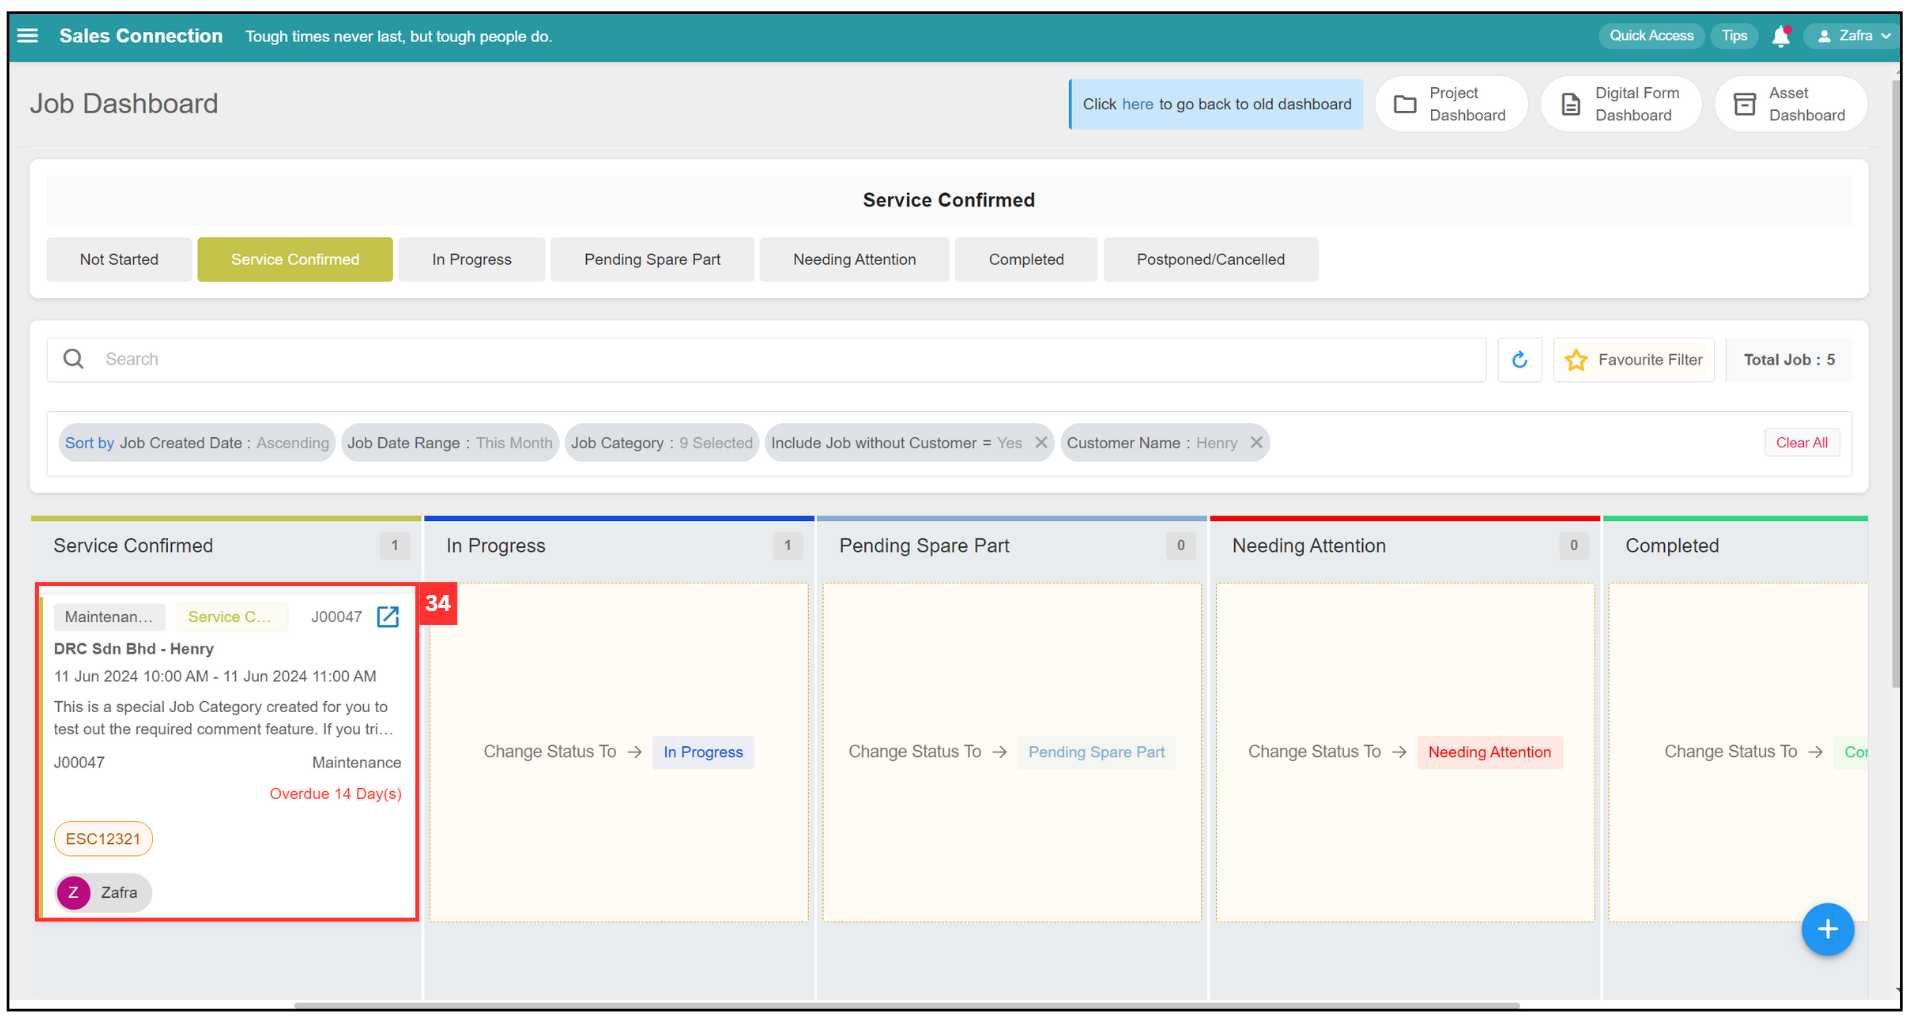 Sales Connection
Tough times never last, but tough people do.
Quick Access
Tips
Zafra
Job Dashboard
Click here to go back to old dashboard
Project
Dashboard
Digital Form
Dashboard
Asset
Dashboard
Service Confirmed
Not Started
Service Confirmed
In Progress
Pending Spare Part
Needing Attention
Completed
Postponed/Cancelled
Search
Favourite Filter
Total Job : 5
Sort by Job Created Date : Ascending
Job Date Range : This Month
Job Category : 9 Selected
Include Job without Customer = Yes
Customer Name : Henry
Clear All
Service Confirmed 1
In Progress 1
Pending Spare Part 0
Needing Attention 0
Completed
34
Maintenan... Service C... J00047
DRC Sdn Bhd - Henry
11 Jun 2024 10:00 AM - 11 Jun 2024 11:00 AM
This is a special Job Category created for you to
test out the required comment feature. If you tri...
J00047 Maintenance
Overdue 14 Day(s)
ESC12321
Z Zafra
Change Status To → In Progress
Change Status To → Pending Spare Part
Change Status To → Needing Attention
Change Status To → Cor